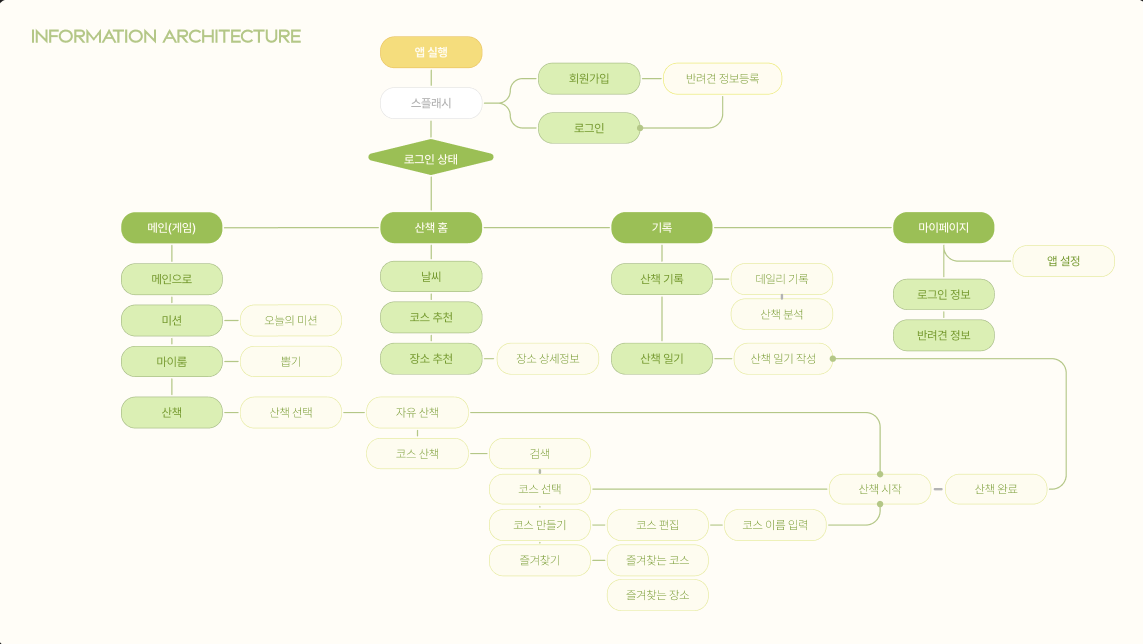 INFORMATION ARCHITECTURE
앱 실행
스플래시
회원가입
반려견 정보등록
로그인
로그인 상태
메인(게임)
산책 홈
기록
마이페이지
앱 설정
메인으로
날씨
산책 기록
데일리 기록
로그인 정보
미션
오늘의 미션
코스 추천
산책 분석
반려견 정보
마이룸
뽑기
장소 추천
장소 상세정보
산책 일기
산책 일기 작성
산책
산책 선택
자유 산책
코스 산책
검색
코스 선택
산책 시작
산책 완료
코스 만들기
코스 편집
코스 이름 입력
즐겨찾기
즐겨찾는 코스
즐겨찾는 장소